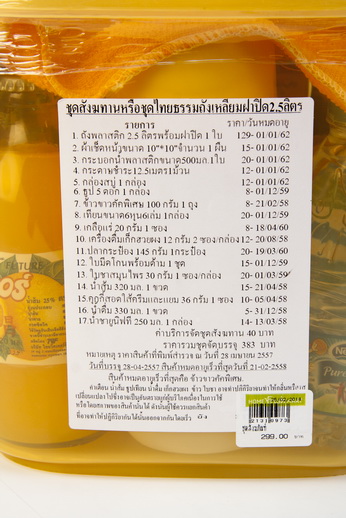 ชุดสังฆทานหรือชุดไทยธรรมถังเหลี่ยมฝาปิด2.5ลิตร
รายการ ราคา/วันหมดอายุ
1. ถังพลาสติก 2.5 ลิตรพร้อมฝาปิด 1 ใบ 129- 01/01/62
2. ผ้าเช็ดหน้าขนาด 10"*10"จำนวน 1 ผืน 15- 01/01/62
3. กระบอกน้ำพลาสติกขนาด500มล.1ใบ 20- 01/01/62
4. กระดาษชำระ12.5เมตร1ม้วน 12- 01/01/62
5. กล่องสบู่ 1 กล่อง 12- 01/01/62
6. ธูป 5 ดอก 1 กล่อง 8- 01/12/59
7. ข้าวขาวคัดพิเศษ 100 กรัม 1 ถุง 8- 21/02/58
8. เทียนขนาด6หุน6เล่ม 1กล่อง 20- 01/12/59
9. เกลือแร่ 20 กรัม 1 ซอง 8- 18/04/60
10. เครื่องดื่มเก็กฮวยผง 12 กรัม 2 ซอง/กล่อง 12- 20/08/58
11. ปลากระป๋อง 145 กรัม 1 กระป๋อง 20- 19/03/60
12. ใบมีดโกนพร้อมด้าม 1 ชุด 15- 01/12/59
13. ใบชาสมุนไพร 30 กรัม 1 ซอง/กล่อง 20- 01/03/59
14. น้ำส้ม 320 มล. 1 ขวด 20- 21/04/58
15.คุกกี้สอดไส้ครีมและแยม 36 กรัม 1 ซอง 10- 05/04/58
16. น้ำดื่ม 330 มล. 1 ขวด 5- 31/12/58
17. น้ำชายูนีฟที 250 มล. 1 กล่อง 14- 13/03/58
ค่าบริการจัดชุดสังฆทาน 40 บาท
ราคารวมชุดจัดบรรจุ 383 บาท
หมายเหตุ ราคาสินค้าที่พิมพ์สำรวจ ณ วันที่ 28 เมษายน 2557
วันที่บรรจุ 28-04-2557 สินค้าหมดอายุเร็วที่สุดวันที่ 21-02-2558
สินค้าหมดอายุเร็วที่สุดคือ ข้าวขาวคัดพิเศษ.
299.00